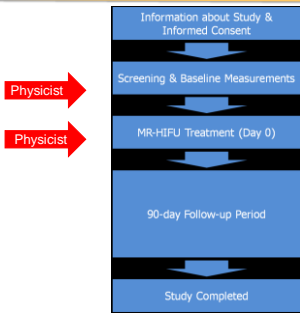 Information about Study &
Informed Consent
Screening & Baseline Measurements
Physicist
MR-HIFU Treatment (Day 0)
Physicist
90-day Follow-up Period
Study Completed